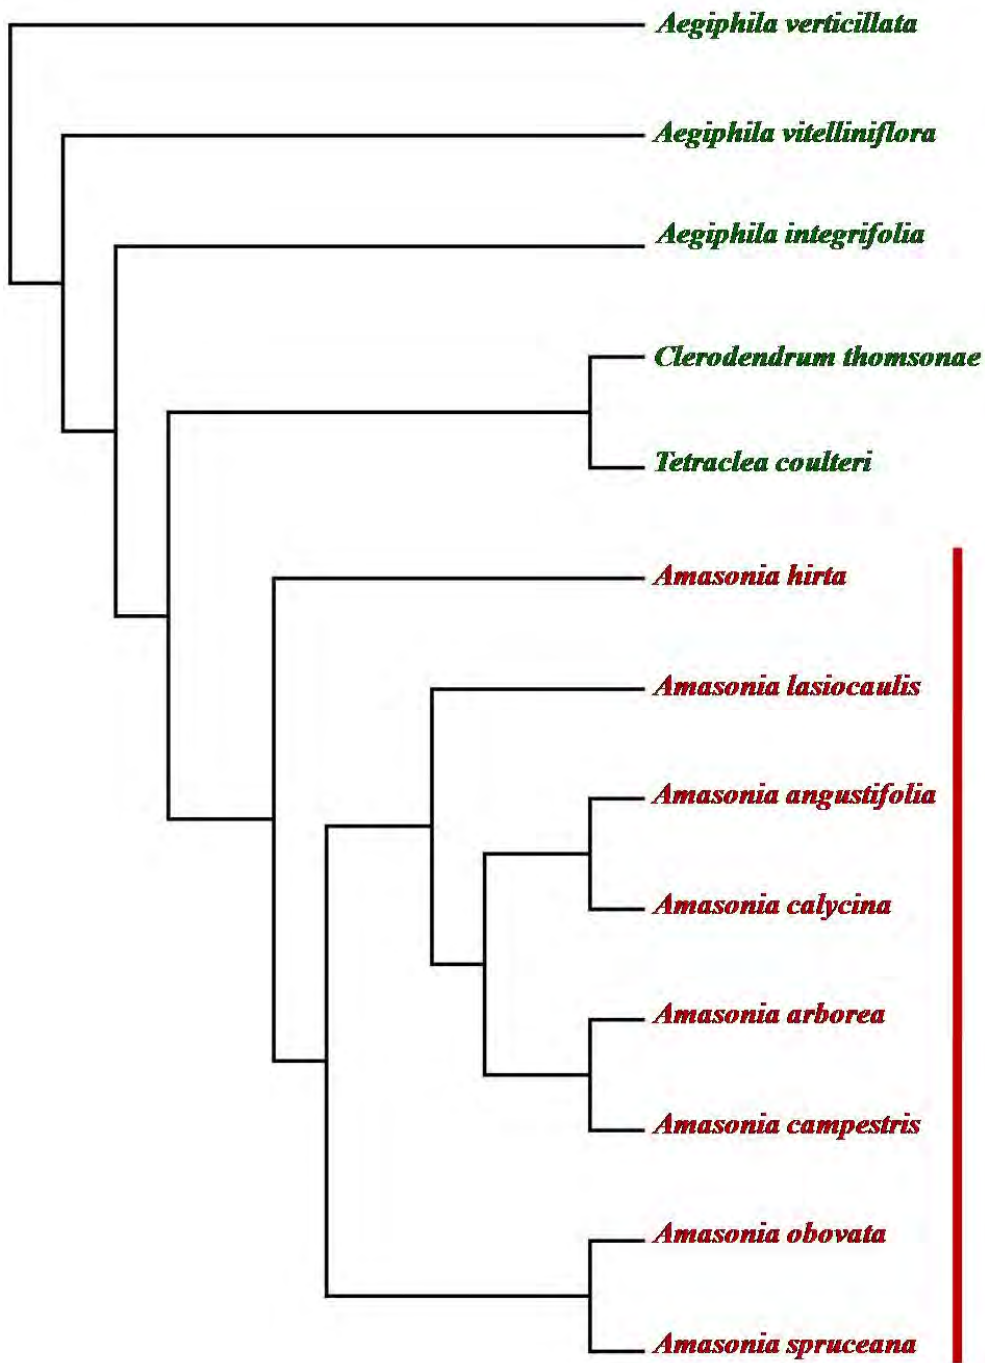 Aegiphila verticillata
Aegiphila vitelliniflora
Aegiphila integrifolia
Clerodendrum thomsonae
Tetraclea coulteri
Amasonia hirta
Amasonia lasiocaulis
Amasonia angustifolia
Amasonia calycina
Amasonia arborea
Amasonia campestris
Amasonia obovata
Amasonia spruceana